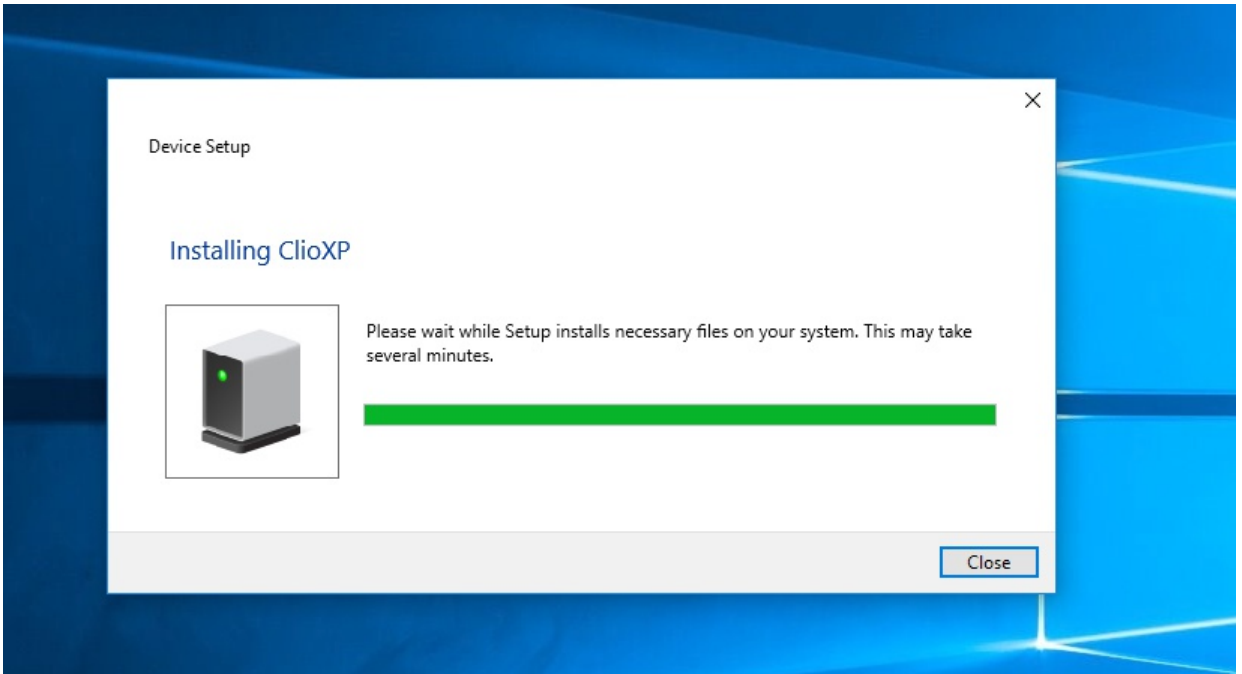 Device Setup
Installing ClioXP
Please wait while Setup installs necessary files on your system. This may take
several minutes.
Close